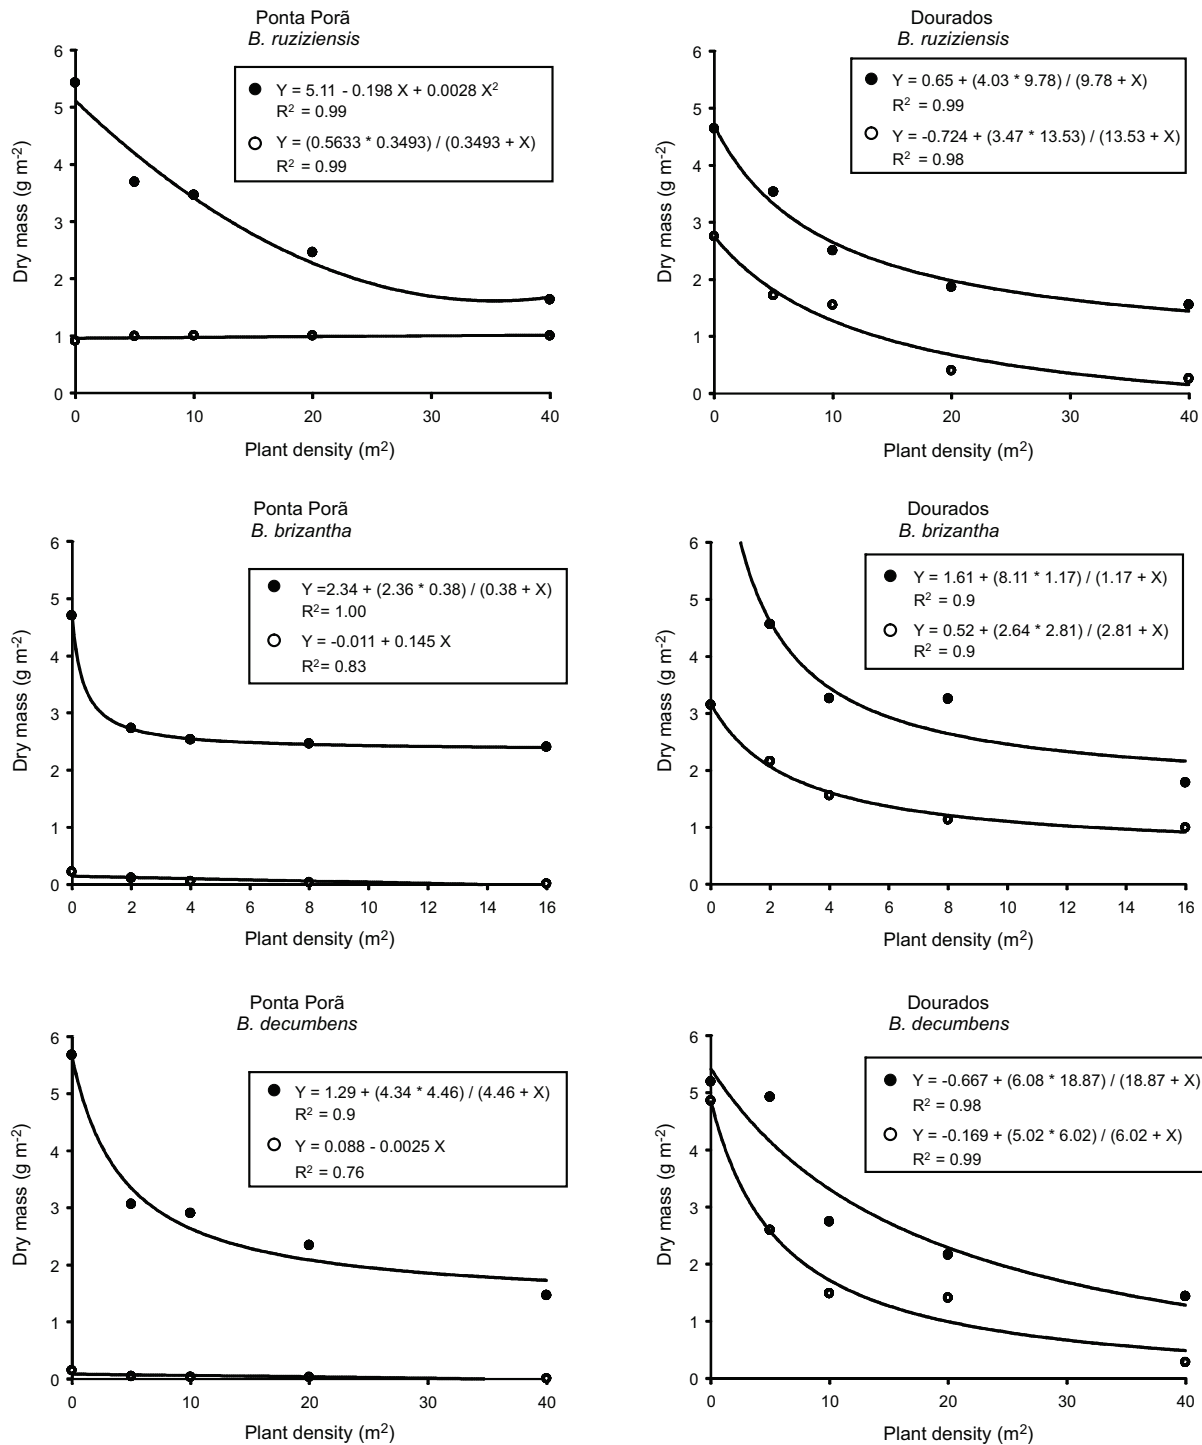 Ponta Porã
B. ruziziensis
Y = 5.11 - 0.198 X + 0.0028 X²
R² = 0.99
Y = (0.5633 * 0.3493) / (0.3493 + X)
R² = 0.99
Dry mass (g m⁻²)
6
5
4
3
2
1
0
0 10 20 30 40
Plant density (m²)
Dourados
B. ruziziensis
Y = 0.65 + (4.03 * 9.78) / (9.78 + X)
R² = 0.99
Y = -0.724 + (3.47 * 13.53) / (13.53 + X)
R² = 0.98
Dry mass (g m⁻²)
6
5
4
3
2
1
0
0 10 20 30 40
Plant density (m²)
Ponta Porã
B. brizantha
Y =2.34 + (2.36 * 0.38) / (0.38 + X)
R²= 1.00
Y = -0.011 + 0.145 X
R²= 0.83
Dry mass (g m⁻²)
6
5
4
3
2
1
0
0 2 4 6 8 10 12 14 16
Plant density (m²)
Dourados
B. brizantha
Y = 1.61 + (8.11 * 1.17) / (1.17 + X)
R² = 0.9
Y = 0.52 + (2.64 * 2.81) / (2.81 + X)
R² = 0.9
Dry mass (g m⁻²)
6
5
4
3
2
1
0
0 2 4 6 8 10 12 14 16
Plant density (m²)
Ponta Porã
B. decumbens
Y = 1.29 + (4.34 * 4.46) / (4.46 + X)
R² = 0.9
Y = 0.088 - 0.0025 X
R² = 0.76
Dry mass (g m⁻²)
6
5
4
3
2
1
0
0 10 20 30 40
Plant density (m²)
Dourados
B. decumbens
Y = -0.667 + (6.08 * 18.87) / (18.87 + X)
R² = 0.98
Y = -0.169 + (5.02 * 6.02) / (6.02 + X)
R² = 0.99
Dry mass (g m⁻²)
6
5
4
3
2
1
0
0 10 20 30 40
Plant density (m²)